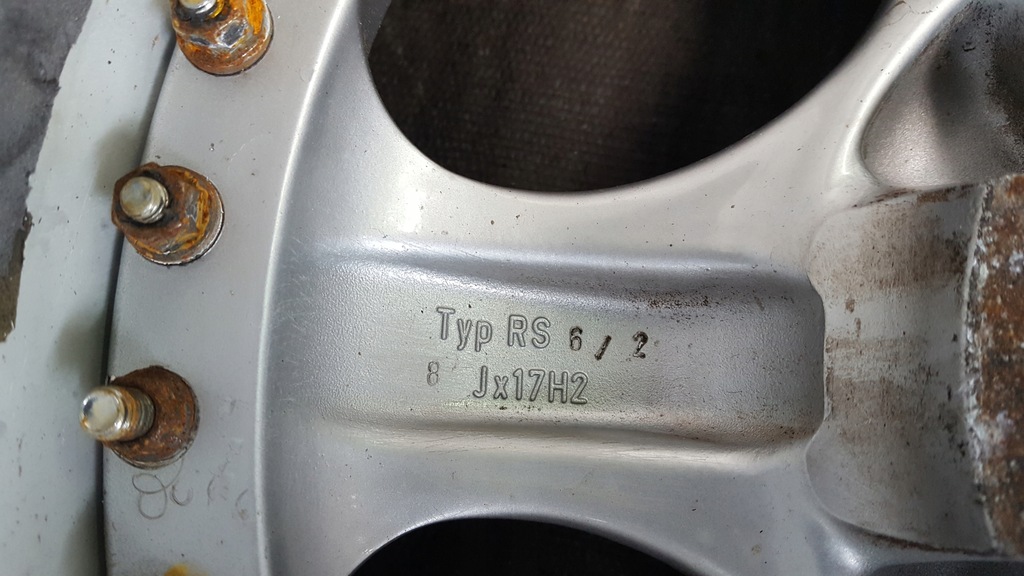 Typ RS 6/2
8 Jx17H2